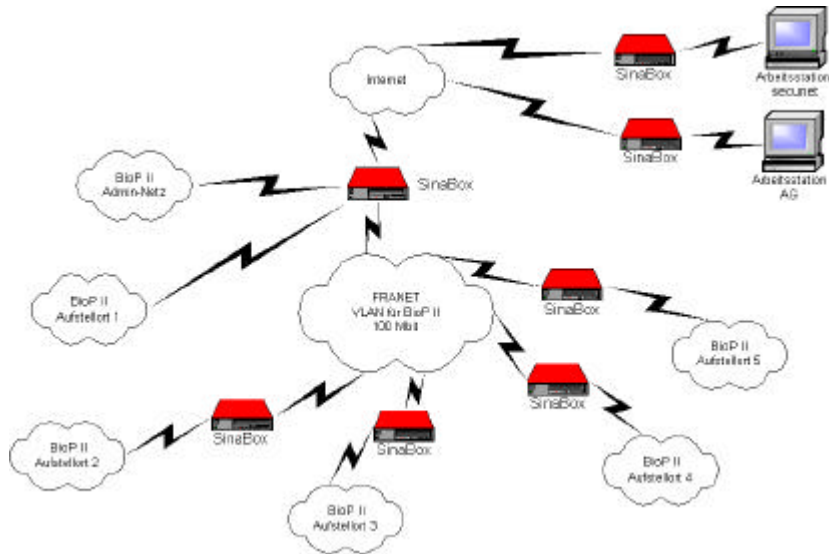 SinaBox
Arbeitsstation
secunet
Internet
SinaBox
Arbeitsstation
AG
BioP II
Admin-Netz
SinaBox
BioP II
Aufstellort 1
FRANET
VLAN für BioP II
100 Mbit
SinaBox
BioP II
Aufstellort 5
SinaBox
BioP II
Aufstellort 2
SinaBox
SinaBox
BioP II
Aufstellort 4
BioP II
Aufstellort 3